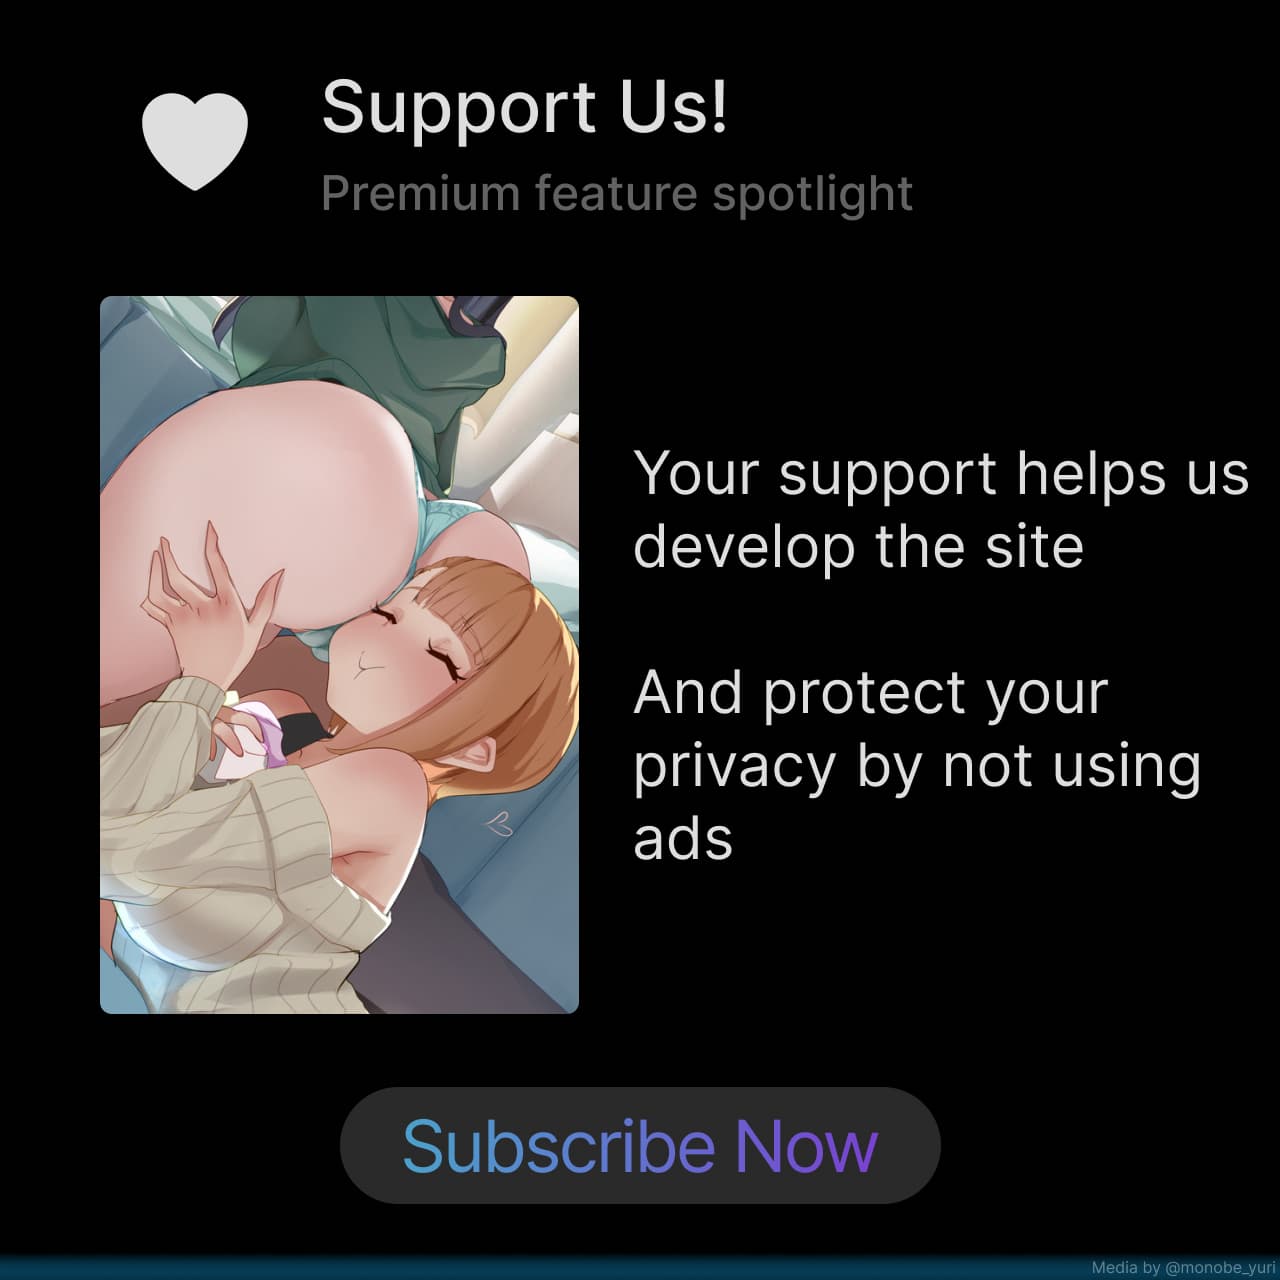 Support Us!
Premium feature spotlight
Your support helps us
develop the site
And protect your
privacy by not using
ads
Subscribe Now
Media by @monobe_yuri